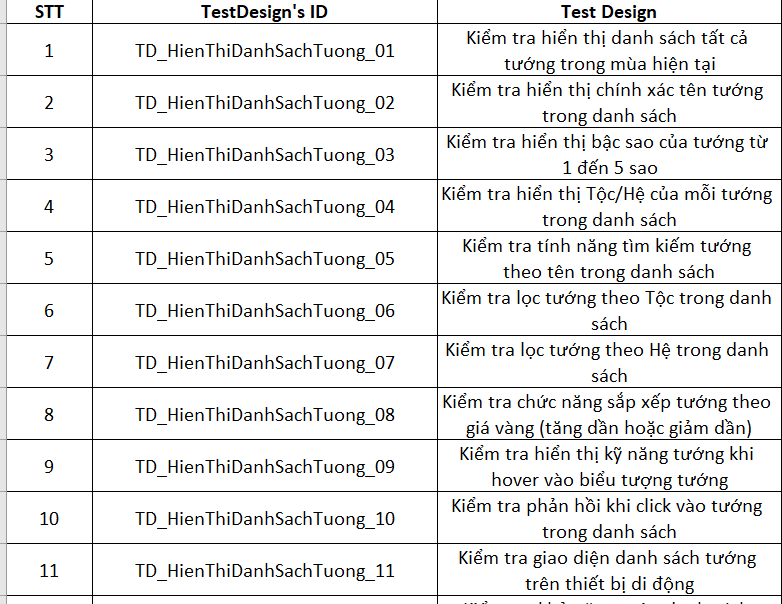 STT TestDesign's ID Test Design
1 TD_HienThiDanhSachTuong_01 Kiểm tra hiển thị danh sách tất cả
tướng trong mùa hiện tại
2 TD_HienThiDanhSachTuong_02 Kiểm tra hiển thị chính xác tên tướng
trong danh sách
3 TD_HienThiDanhSachTuong_03 Kiểm tra hiển thị bậc sao của tướng từ
1 đến 5 sao
4 TD_HienThiDanhSachTuong_04 Kiểm tra hiển thị Tộc/Hệ của mỗi tướng
trong danh sách
5 TD_HienThiDanhSachTuong_05 Kiểm tra tính năng tìm kiếm tướng
theo tên trong danh sách
6 TD_HienThiDanhSachTuong_06 Kiểm tra lọc tướng theo Tộc trong danh
sách
7 TD_HienThiDanhSachTuong_07 Kiểm tra lọc tướng theo Hệ trong danh
sách
8 TD_HienThiDanhSachTuong_08 Kiểm tra chức năng sắp xếp tướng theo
giá vàng (tăng dần hoặc giảm dần)
9 TD_HienThiDanhSachTuong_09 Kiểm tra hiển thị kỹ năng tướng khi
hover vào biểu tượng tướng
10 TD_HienThiDanhSachTuong_10 Kiểm tra phản hồi khi click vào tướng
trong danh sách
11 TD_HienThiDanhSachTuong_11 Kiểm tra giao diện danh sách tướng
trên thiết bị di động